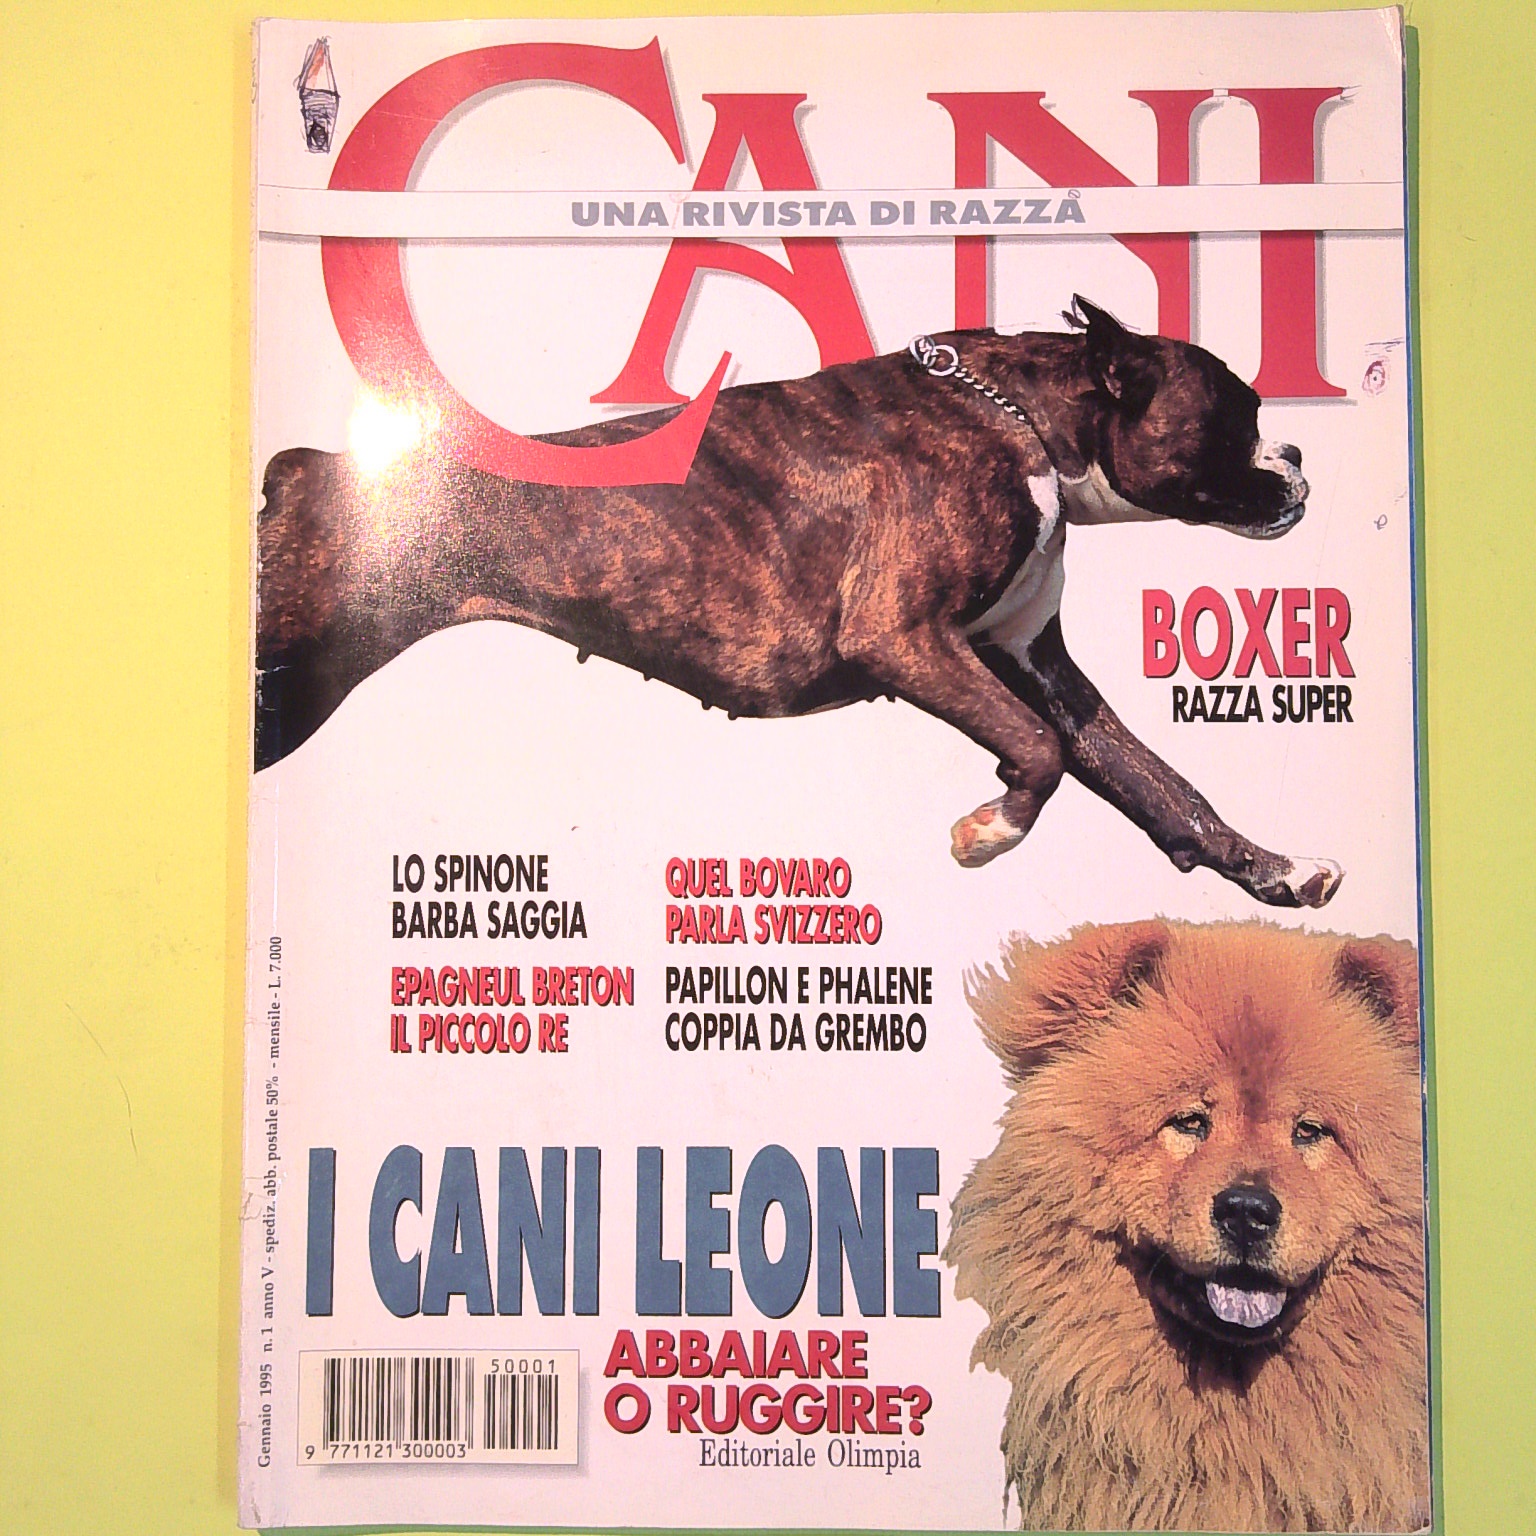 CANI
UNA RIVISTA DI RAZZA
BOXER
RAZZA SUPER
LO SPINONE
BARBA SAGGIA
QUEL BOVARO
PARLA SVIZZERO
EPAGNEUL BRETON
IL PICCOLO RE
PAPILLON E PHALENE
COPPIA DA GREMBO
I CANI LEONE
ABBAIARE
O RUGGIRE?
Editoriale Olimpia
50001
9 771121 300003
Gennaio 1995 n. 1 anno V - spediz. abb. postale 50% - mensile - L. 7.000